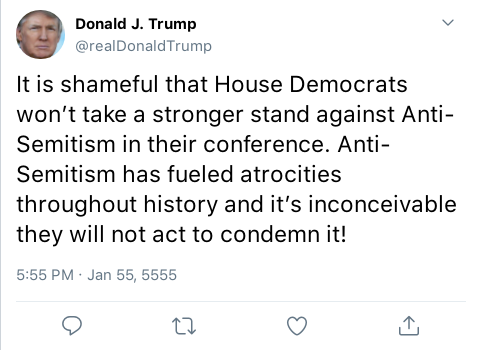 Donald J. Trump
@realDonaldTrump
It is shameful that House Democrats
won't take a stronger stand against Anti-
Semitism in their conference. Anti-
Semitism has fueled atrocities
throughout history and it's inconceivable
they will not act to condemn it!
5:55 PM · Jan 55, 5555